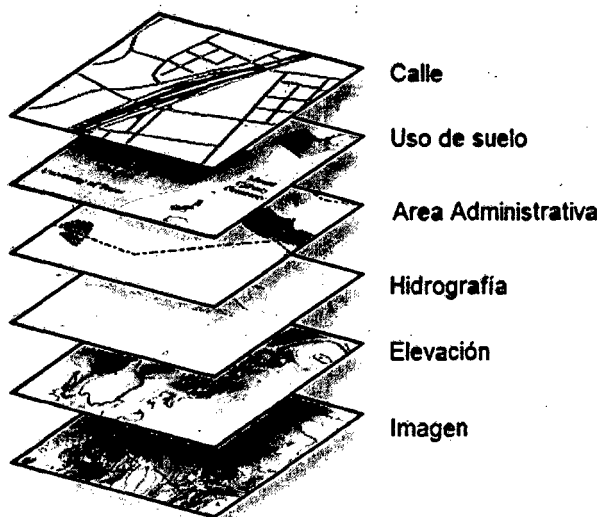 Calle
Uso de suelo
Area Administrativa
Hidrografía
Elevación
Imagen